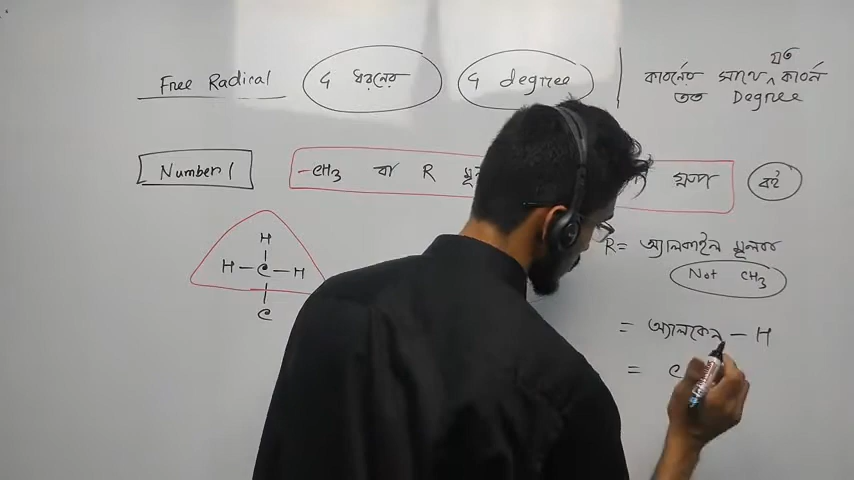 Free Radical 4 ধরনের 4 degree
যত
কার্বনের সাথে ^ কার্বন
তত Degree
Number 1 -CH3 বা R গ্রুপ বই
R = অ্যালকাইল মূলক
Not CH3
= অ্যালকেন - H
= C
H
H - C - H
C